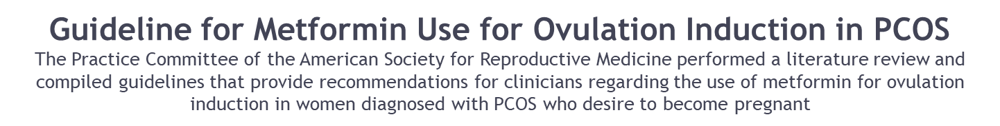 Guideline for Metformin Use for Ovulation Induction in PCOS
The Practice Committee of the American Society for Reproductive Medicine performed a literature review and
compiled guidelines that provide recommendations for clinicians regarding the use of metformin for ovulation
induction in women diagnosed with PCOS who desire to become pregnant